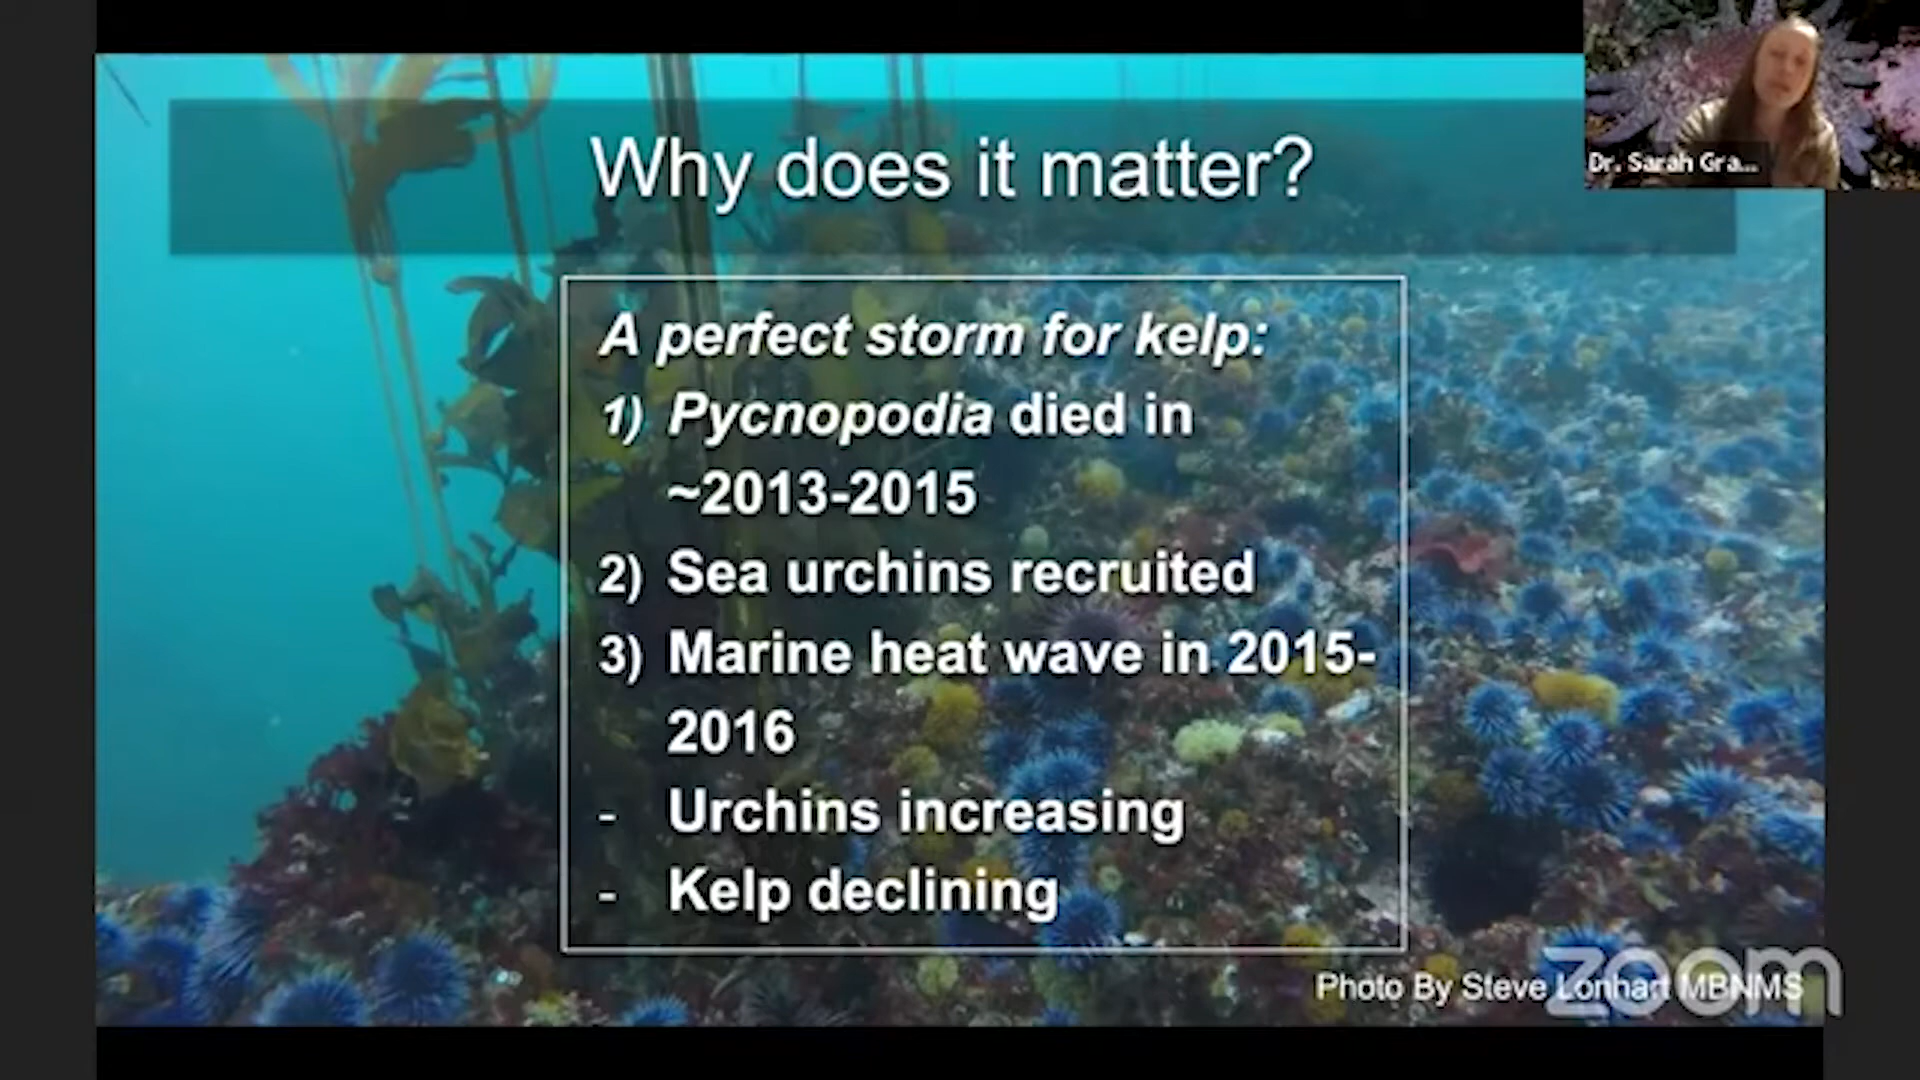 Why does it matter?
Dr. Sarah Gra...
A perfect storm for kelp:
1) Pycnopodia died in
~2013-2015
2) Sea urchins recruited
3) Marine heat wave in 2015-
2016
- Urchins increasing
- Kelp declining
Photo By Steve Lonhart MBNMS
zoom